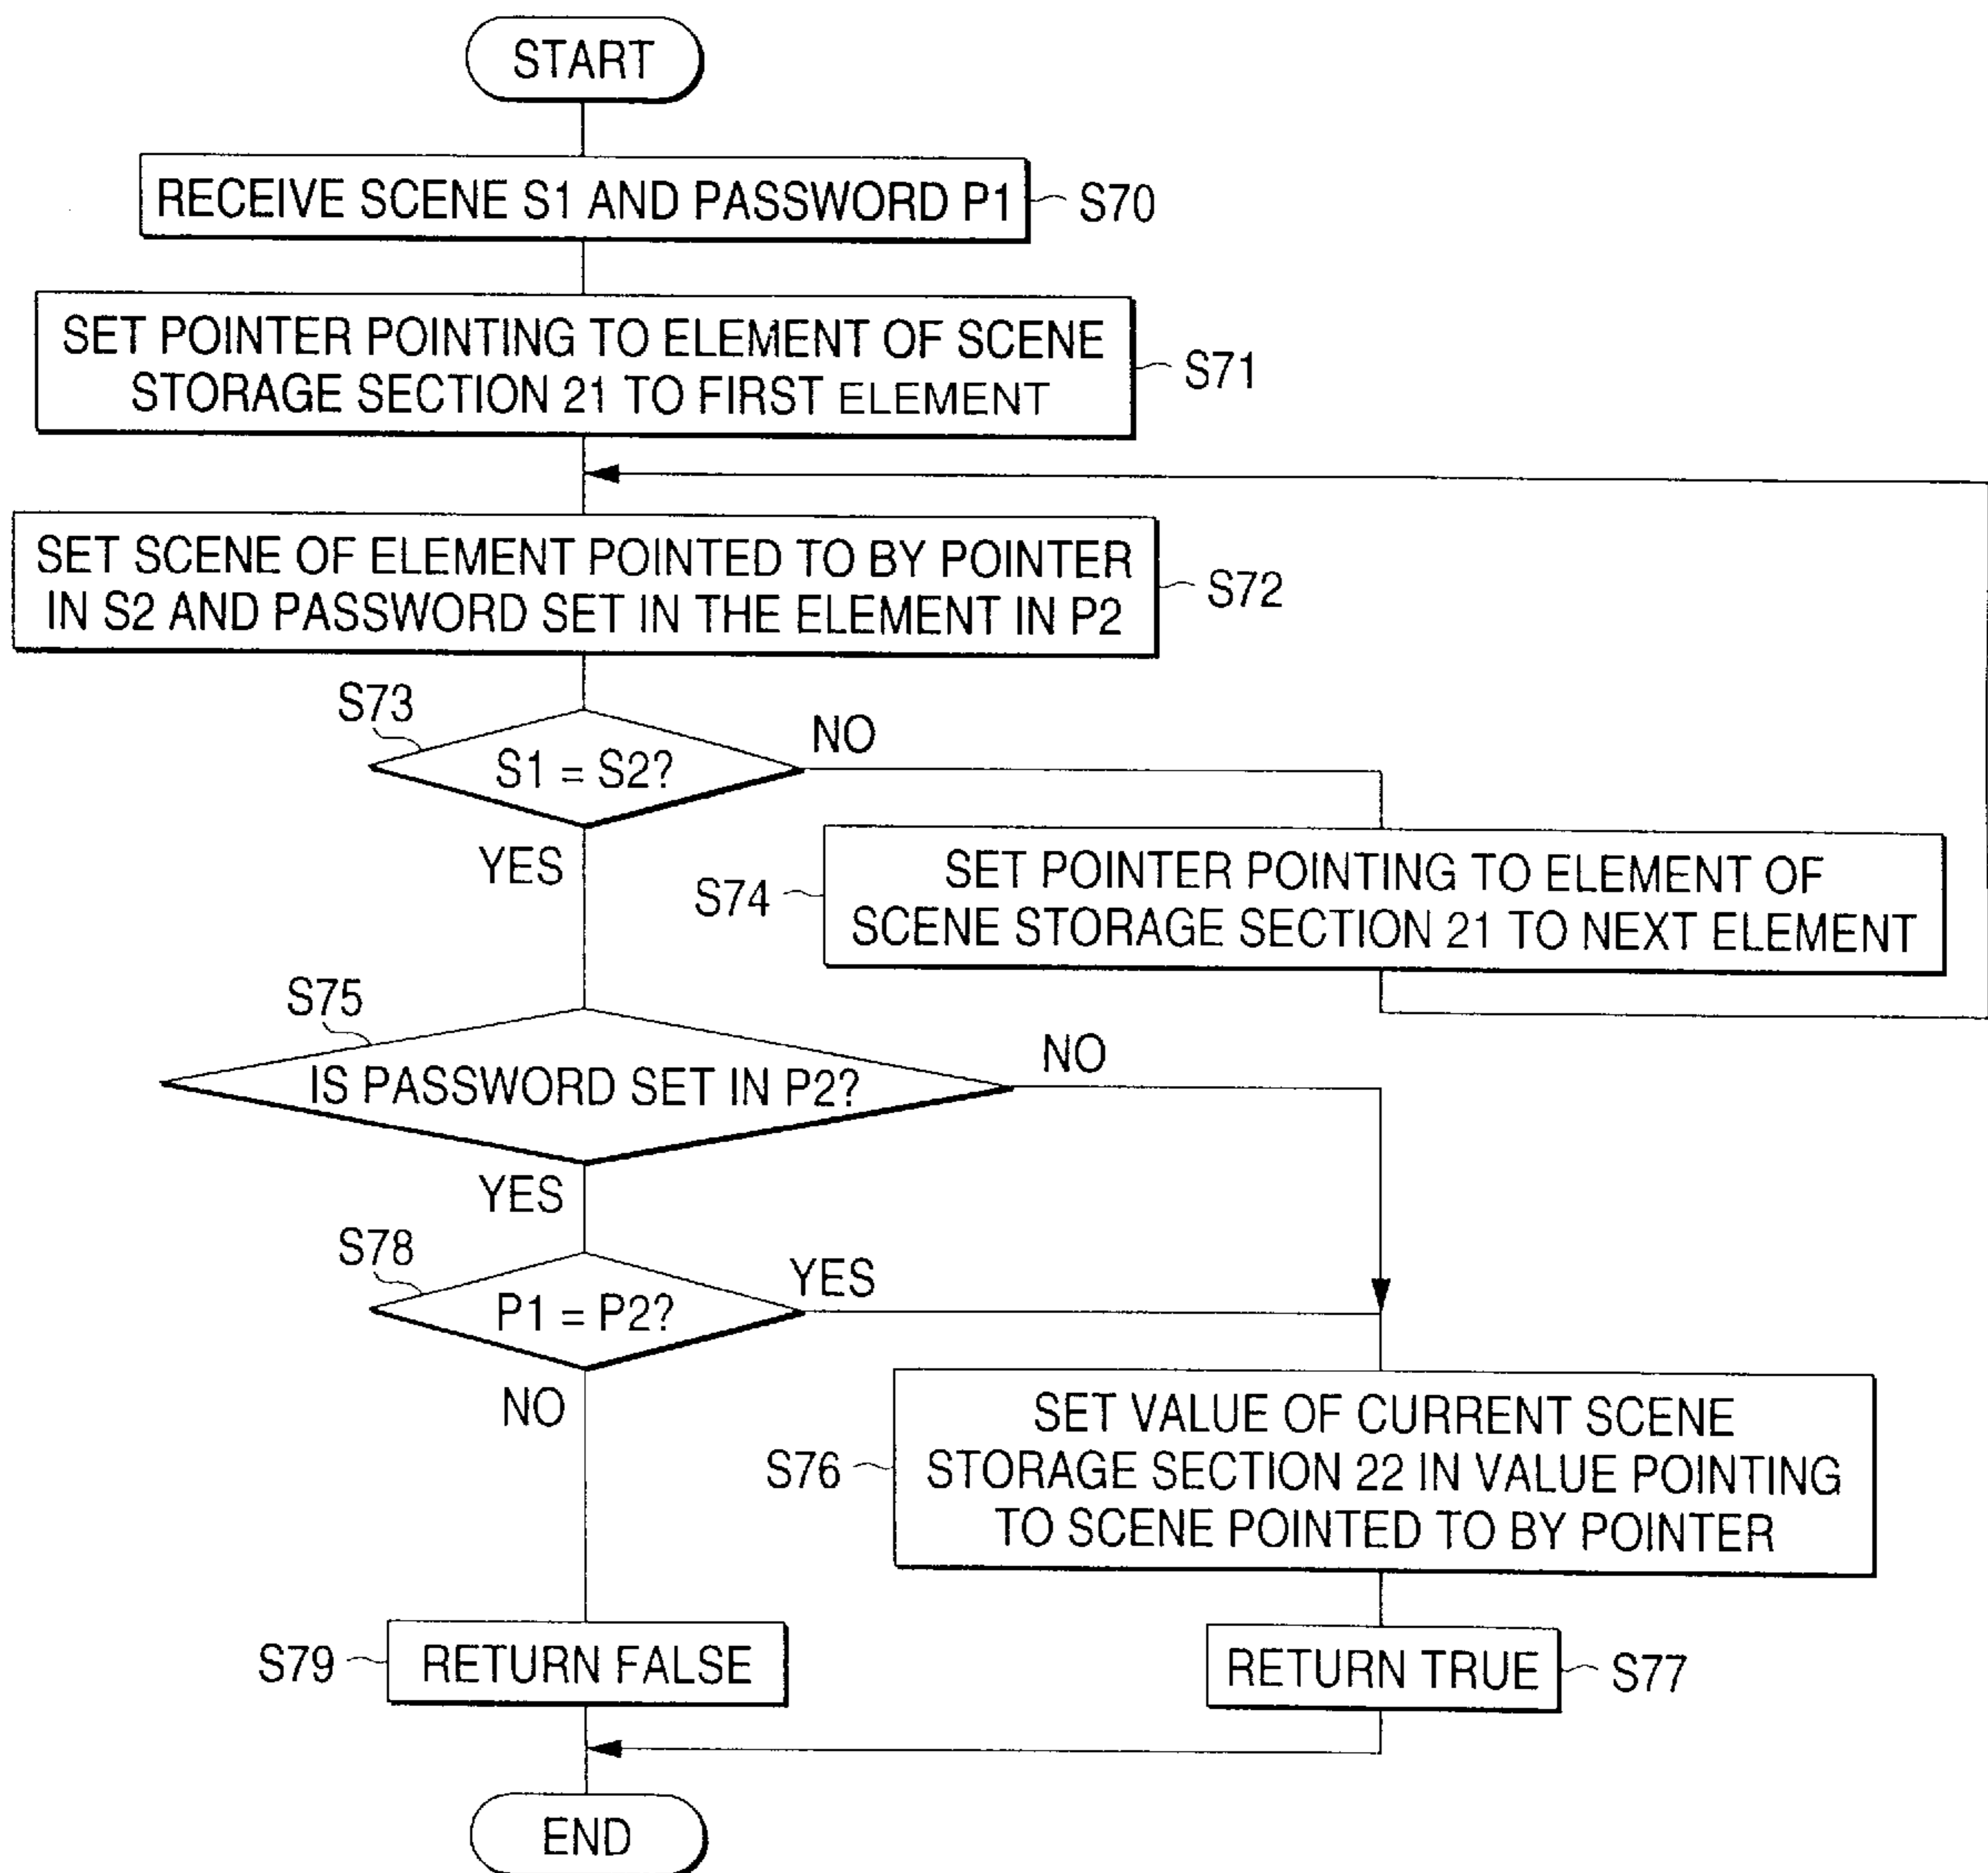 START
RECEIVE SCENE S1 AND PASSWORD P1
S70
SET POINTER POINTING TO ELEMENT OF SCENE
STORAGE SECTION 21 TO FIRST ELEMENT
S71
SET SCENE OF ELEMENT POINTED TO BY POINTER
IN S2 AND PASSWORD SET IN THE ELEMENT IN P2
S72
S73
S1 = S2?
NO
YES
S74
SET POINTER POINTING TO ELEMENT OF
SCENE STORAGE SECTION 21 TO NEXT ELEMENT
S75
IS PASSWORD SET IN P2?
NO
YES
S78
P1 = P2?
YES
NO
S76
SET VALUE OF CURRENT SCENE
STORAGE SECTION 22 IN VALUE POINTING
TO SCENE POINTED TO BY POINTER
S79
RETURN FALSE
RETURN TRUE
S77
END